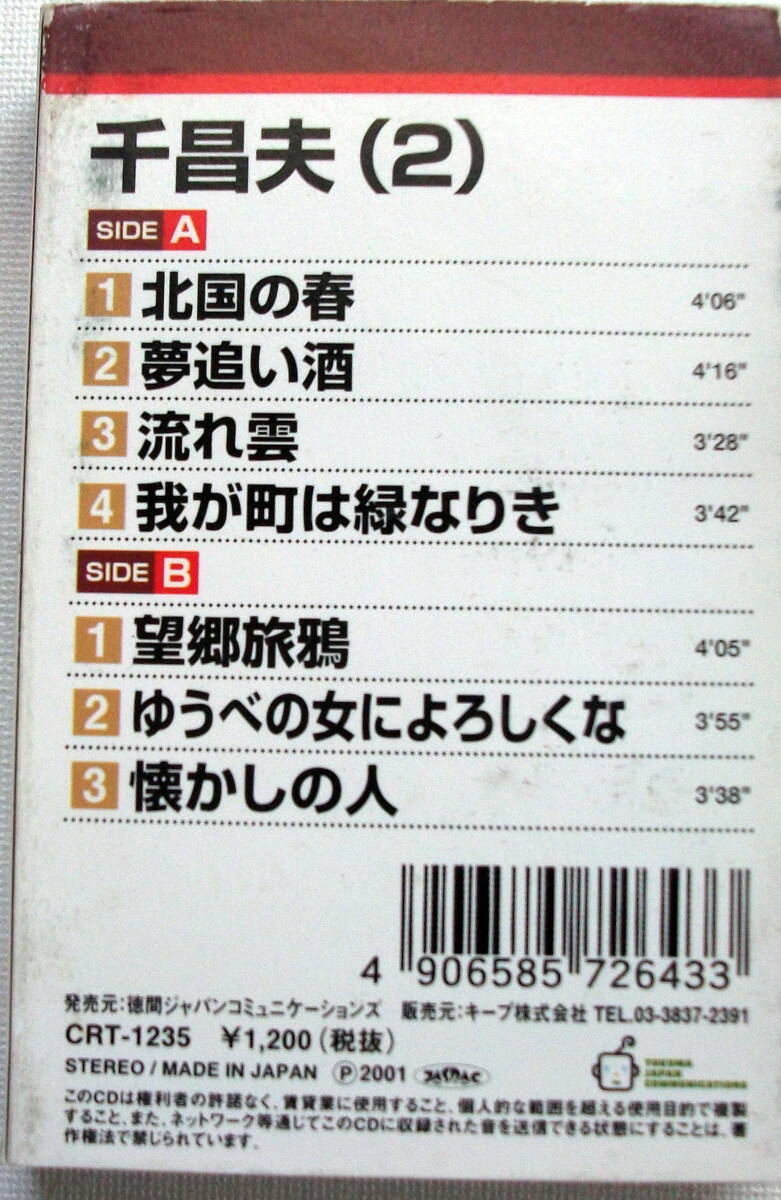 千昌夫(2)
SIDE A
1 北国の春 4'06"
2 夢追い酒 4'16"
3 流れ雲 3'28"
4 我が町は緑なりき 3'42"
SIDE B
1 望郷旅鴉 4'05"
2 ゆうべの女によろしくな 3'55"
3 懐かしの人 3'38"
4 906585 726433
発売元:徳間ジャパンコミュニケーションズ 販売元:キープ株式会社 TEL.03-3837-2391
CRT-1235 ¥1,200(税抜)
STEREO / MADE IN JAPAN Ⓟ2001 JASRAC
TOKUMA
JAPAN
COMMUNICATIONS
このCDは権利者の許諾なく、賃貸業に使用すること、個人的な範囲を超える使用目的で複製
すること、また、ネットワーク等通じてこのCDに収録された音を送信できる状態にすることは、著
作権法で禁じられています。